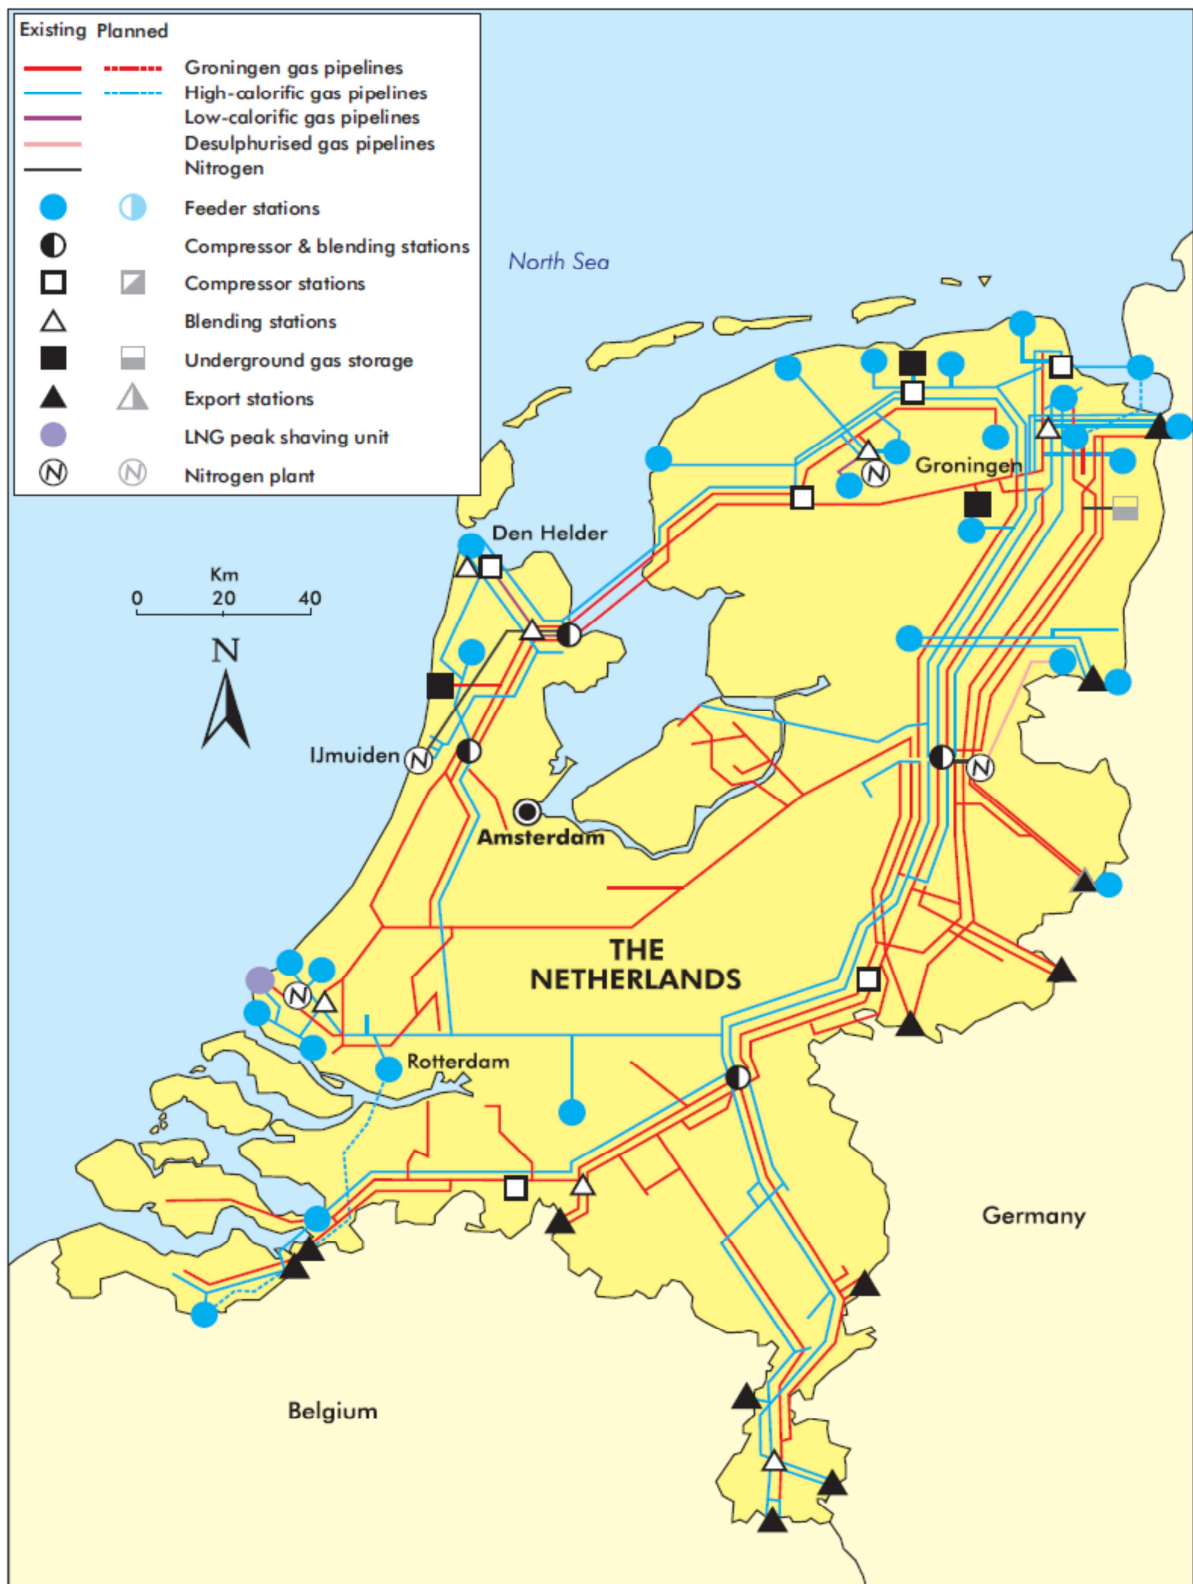 Existing Planned
Groningen gas pipelines
High-calorific gas pipelines
Low-calorific gas pipelines
Desulphurised gas pipelines
Nitrogen
Feeder stations
Compressor & blending stations
Compressor stations
Blending stations
Underground gas storage
Export stations
LNG peak shaving unit
N N Nitrogen plant
North Sea
N
Groningen
Den Helder
Km
0 20 40
N
IJmuiden N
N
Amsterdam
THE
NETHERLANDS
N
Rotterdam
Germany
Belgium